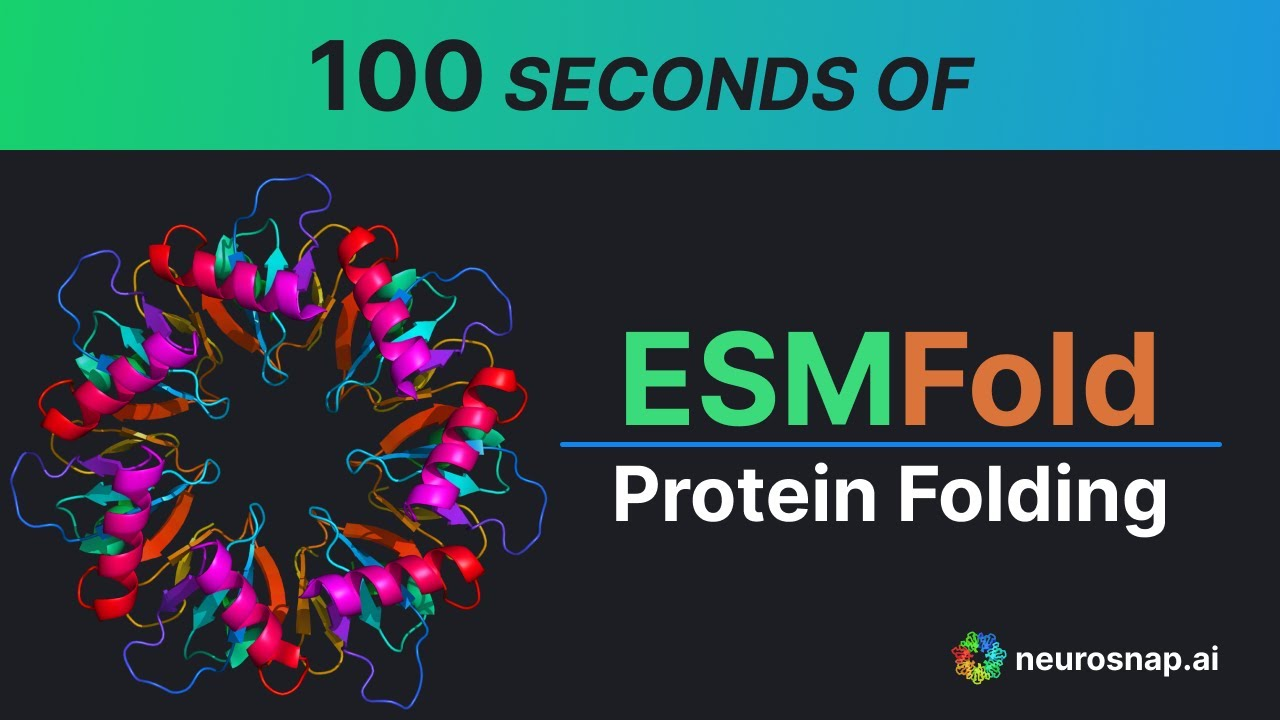 100 SECONDS OF
ESMFold
Protein Folding
neurosnap.ai